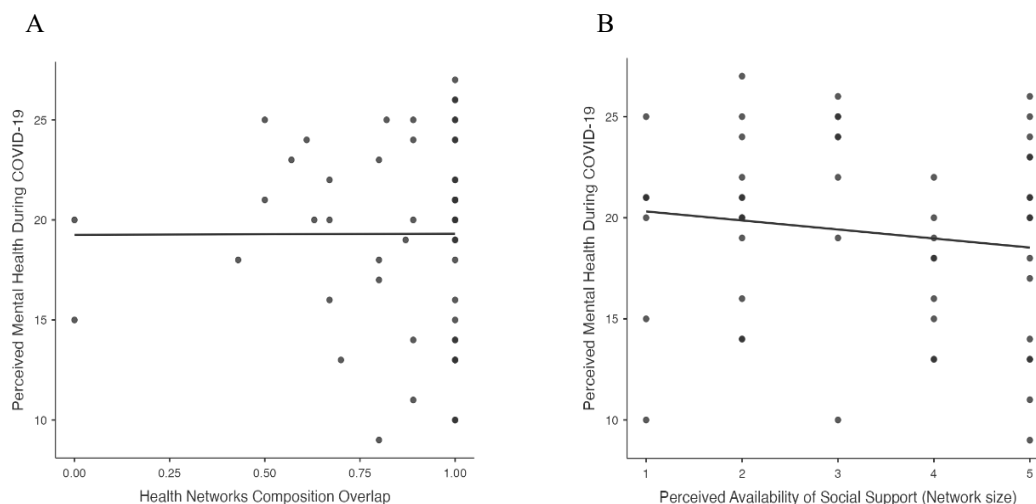 A
B
Perceived Mental Health During COVID-19
25
20
15
10
0.00 0.25 0.50 0.75 1.00
Health Networks Composition Overlap
Perceived Mental Health During COVID-19
25
20
15
10
1 2 3 4 5
Perceived Availability of Social Support (Network size)